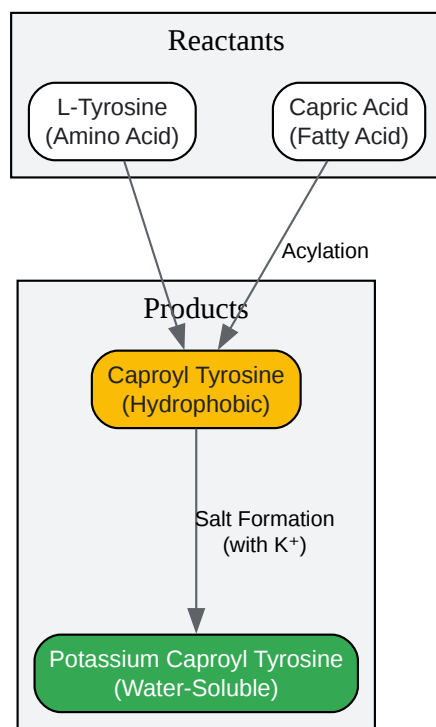 Reactants
L-Tyrosine
(Amino Acid)
Capric Acid
(Fatty Acid)
Acylation
Products
Caproyl Tyrosine
(Hydrophobic)
Salt Formation
(with K⁺)
Potassium Caproyl Tyrosine
(Water-Soluble)